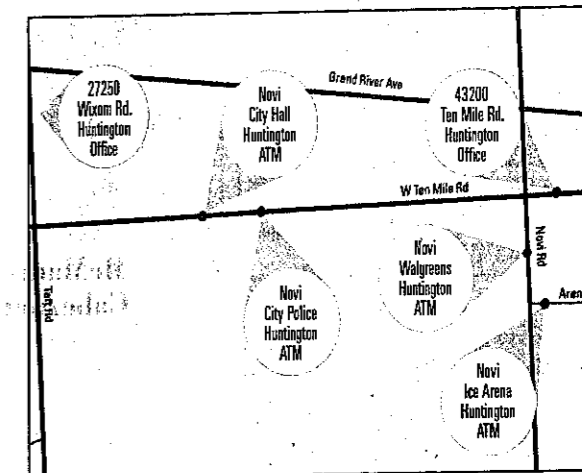 Grand River Ave
27250
Wixom Rd.
Huntington
Office
Novi
City Hall
Huntington
ATM
43200
Ten Mile Rd.
Huntington
Office
W Ten Mile Rd
Novi Rd
Taft Rd
Novi
Walgreens
Huntington
ATM
Novi
City Police
Huntington
ATM
Aren
Novi
Ice Arena
Huntington
ATM